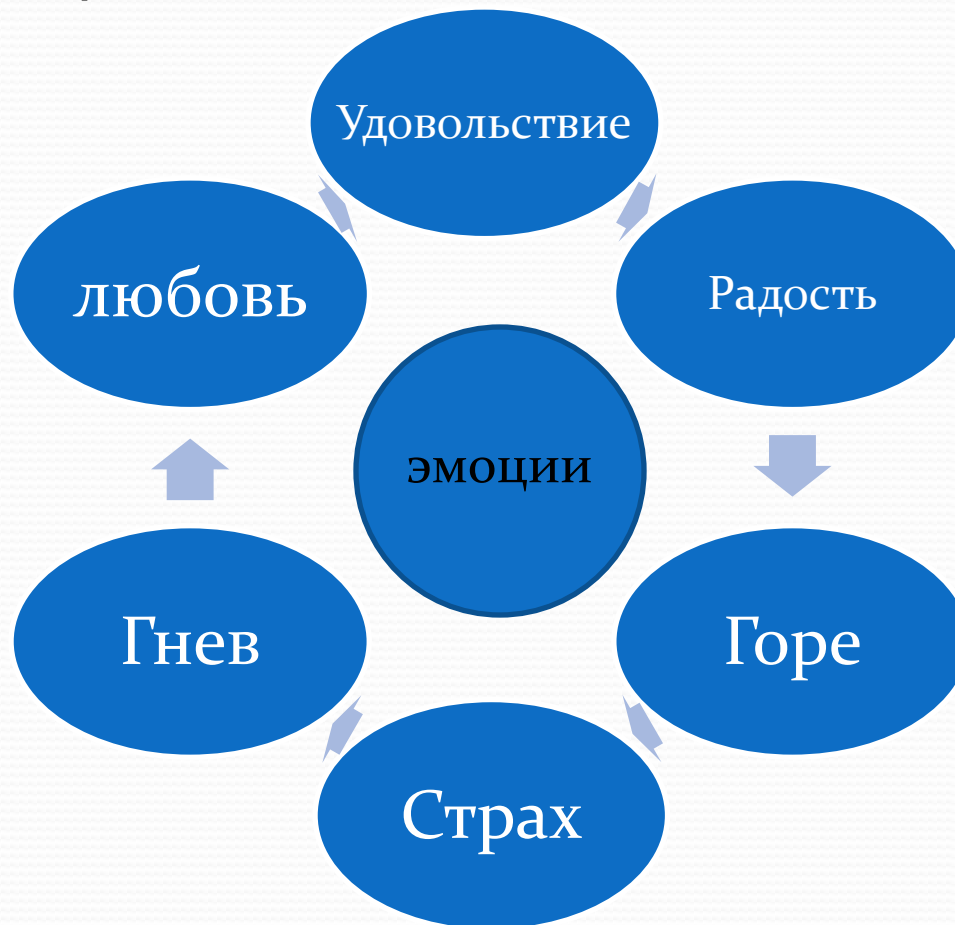 Удовольствие
любовь
Радость
эмоции
Гнев
Горе
Страх